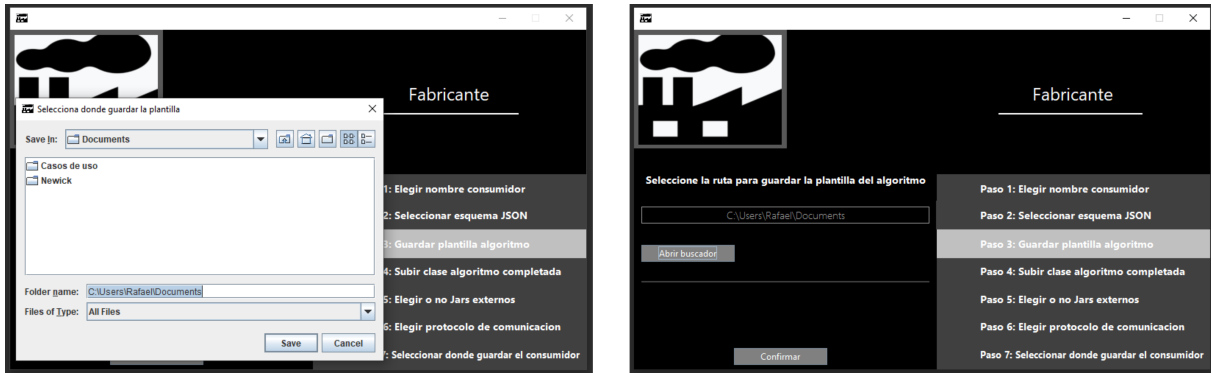 Selecciona donde guardar la plantilla
Save In:
Documents
Casos de uso
Newick
Folder name: C:\Users\Rafael\Documents
Files of Type: All Files
Save
Cancel
Fabricante
1: Elegir nombre consumidor
2: Seleccionar esquema JSON
3: Guardar plantilla algoritmo
4: Subir clase algoritmo completada
5: Elegir o no Jars externos
6: Elegir protocolo de comunicacion
7: Seleccionar donde guardar el consumidor
Seleccione la ruta para guardar la plantilla del algoritmo
C:\Users\Rafael\Documents
Abrir buscador
Confirmar
Fabricante
Paso 1: Elegir nombre consumidor
Paso 2: Seleccionar esquema JSON
Paso 3: Guardar plantilla algoritmo
Paso 4: Subir clase algoritmo completada
Paso 5: Elegir o no Jars externos
Paso 6: Elegir protocolo de comunicacion
Paso 7: Seleccionar donde guardar el consumidor